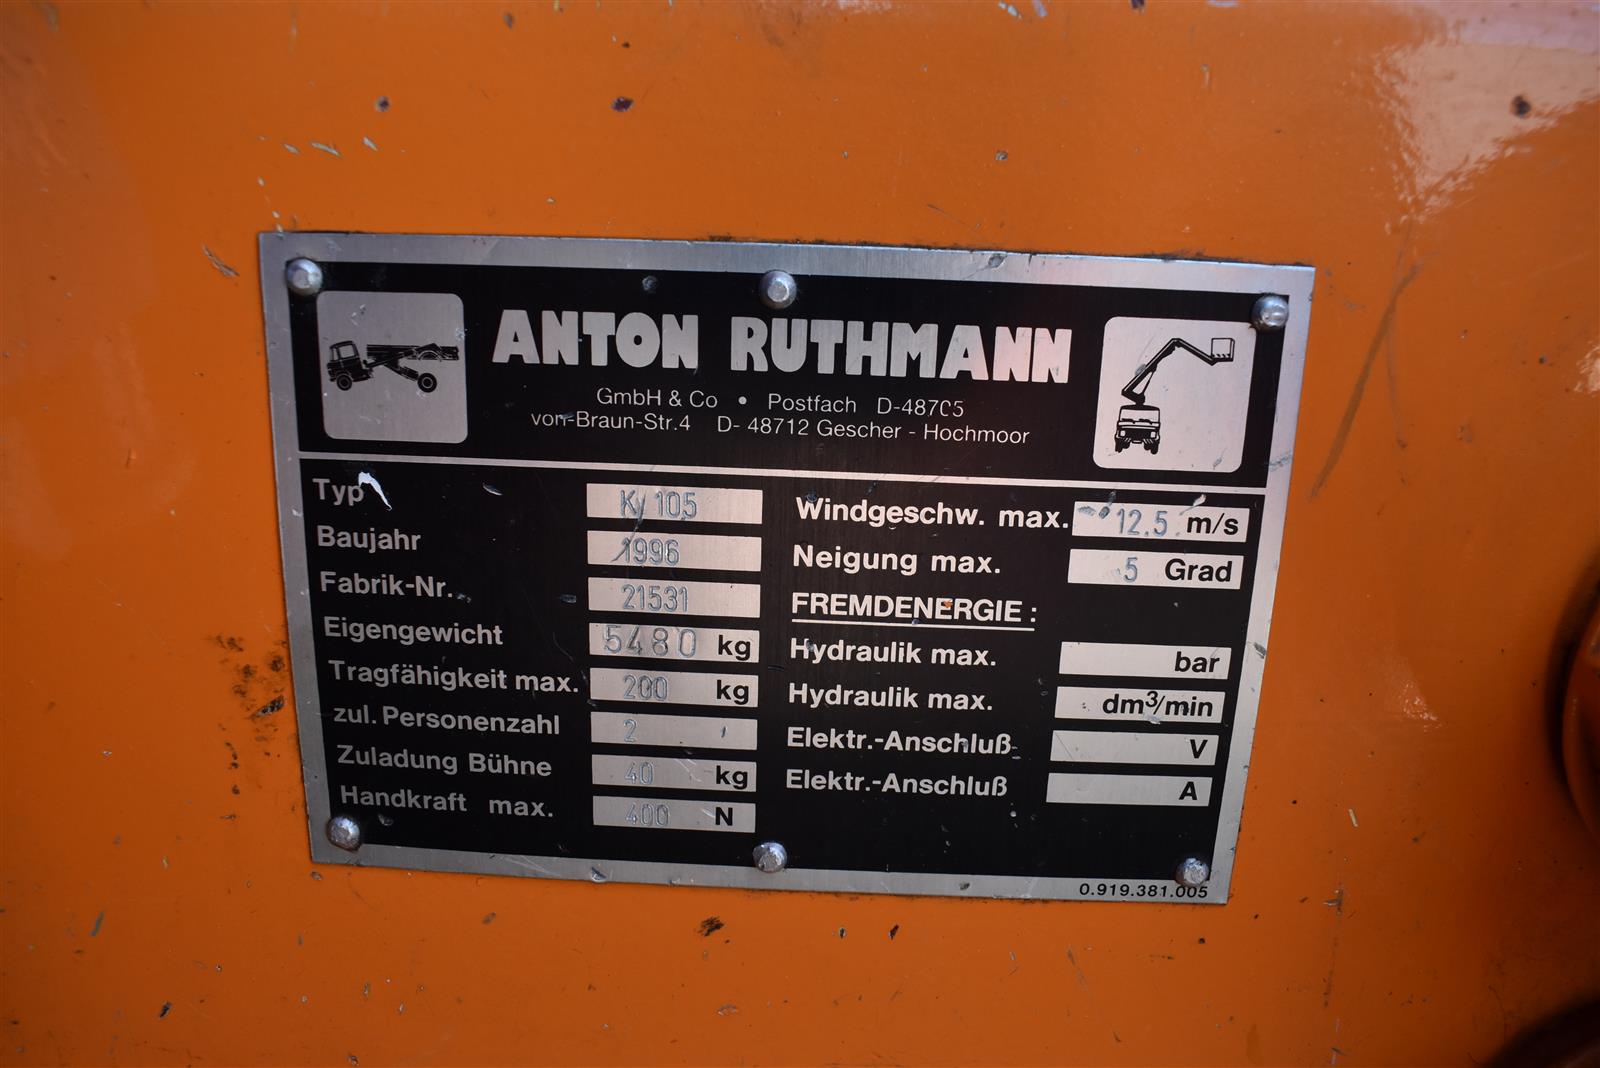 ANTON RUTHMANN
GmbH & Co • Postfach D-48705
von-Braun-Str.4 D- 48712 Gescher - Hochmoor
Typ K 105
Baujahr 1996
Fabrik-Nr. 21531
Eigengewicht 5480 kg
Tragfähigkeit max. 200 kg
zul. Personenzahl 2
Zuladung Bühne 40 kg
Handkraft max. 400 N
Windgeschw. max. 12.5 m/s
Neigung max. 5 Grad
FREMDENERGIE :
Hydraulik max. bar
Hydraulik max. dm³/min
Elektr.-Anschluß V
Elektr.-Anschluß A
0.919.381.005